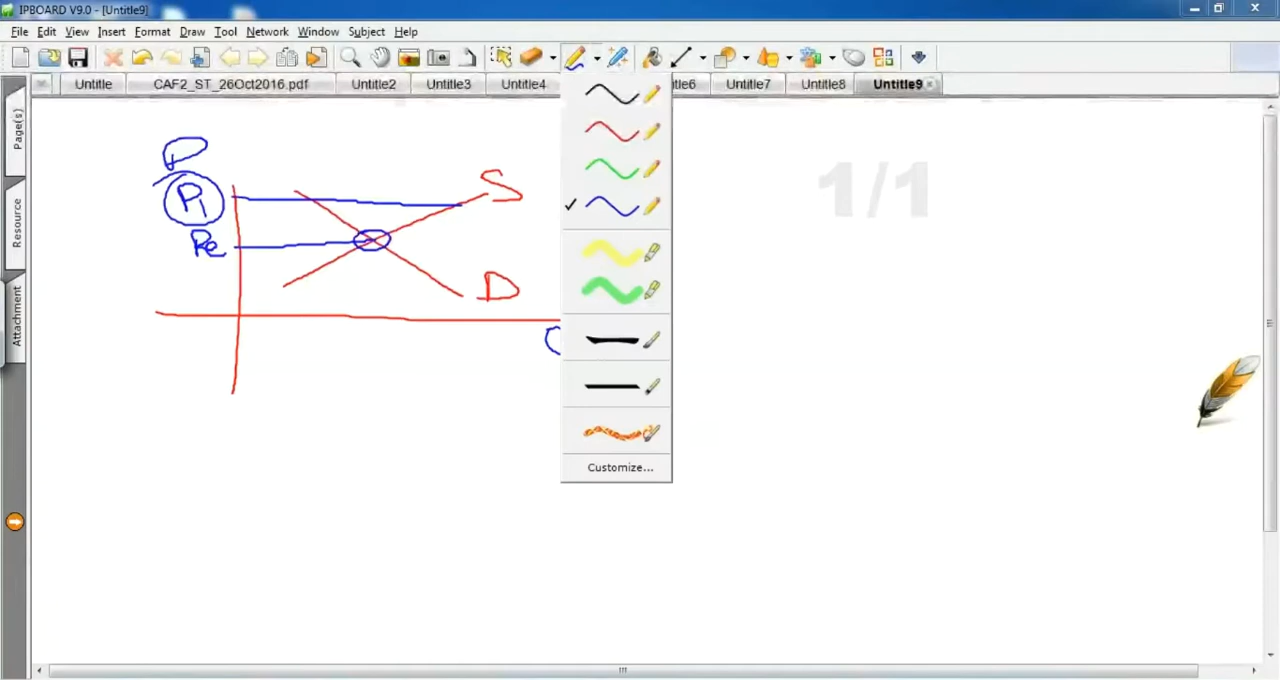 IPBOARD V9.0 - [Untitle9]
File Edit View Insert Format Draw Tool Network Window Subject Help
Untitle CAF2_ST_26Oct2016.pdf Untitle2 Untitle3 Untitle4 tle6 Untitle7 Untitle8 Untitle9
Page(s)
Resource
Attachment
1/1
P
P1
Pe
S
D
Customize...